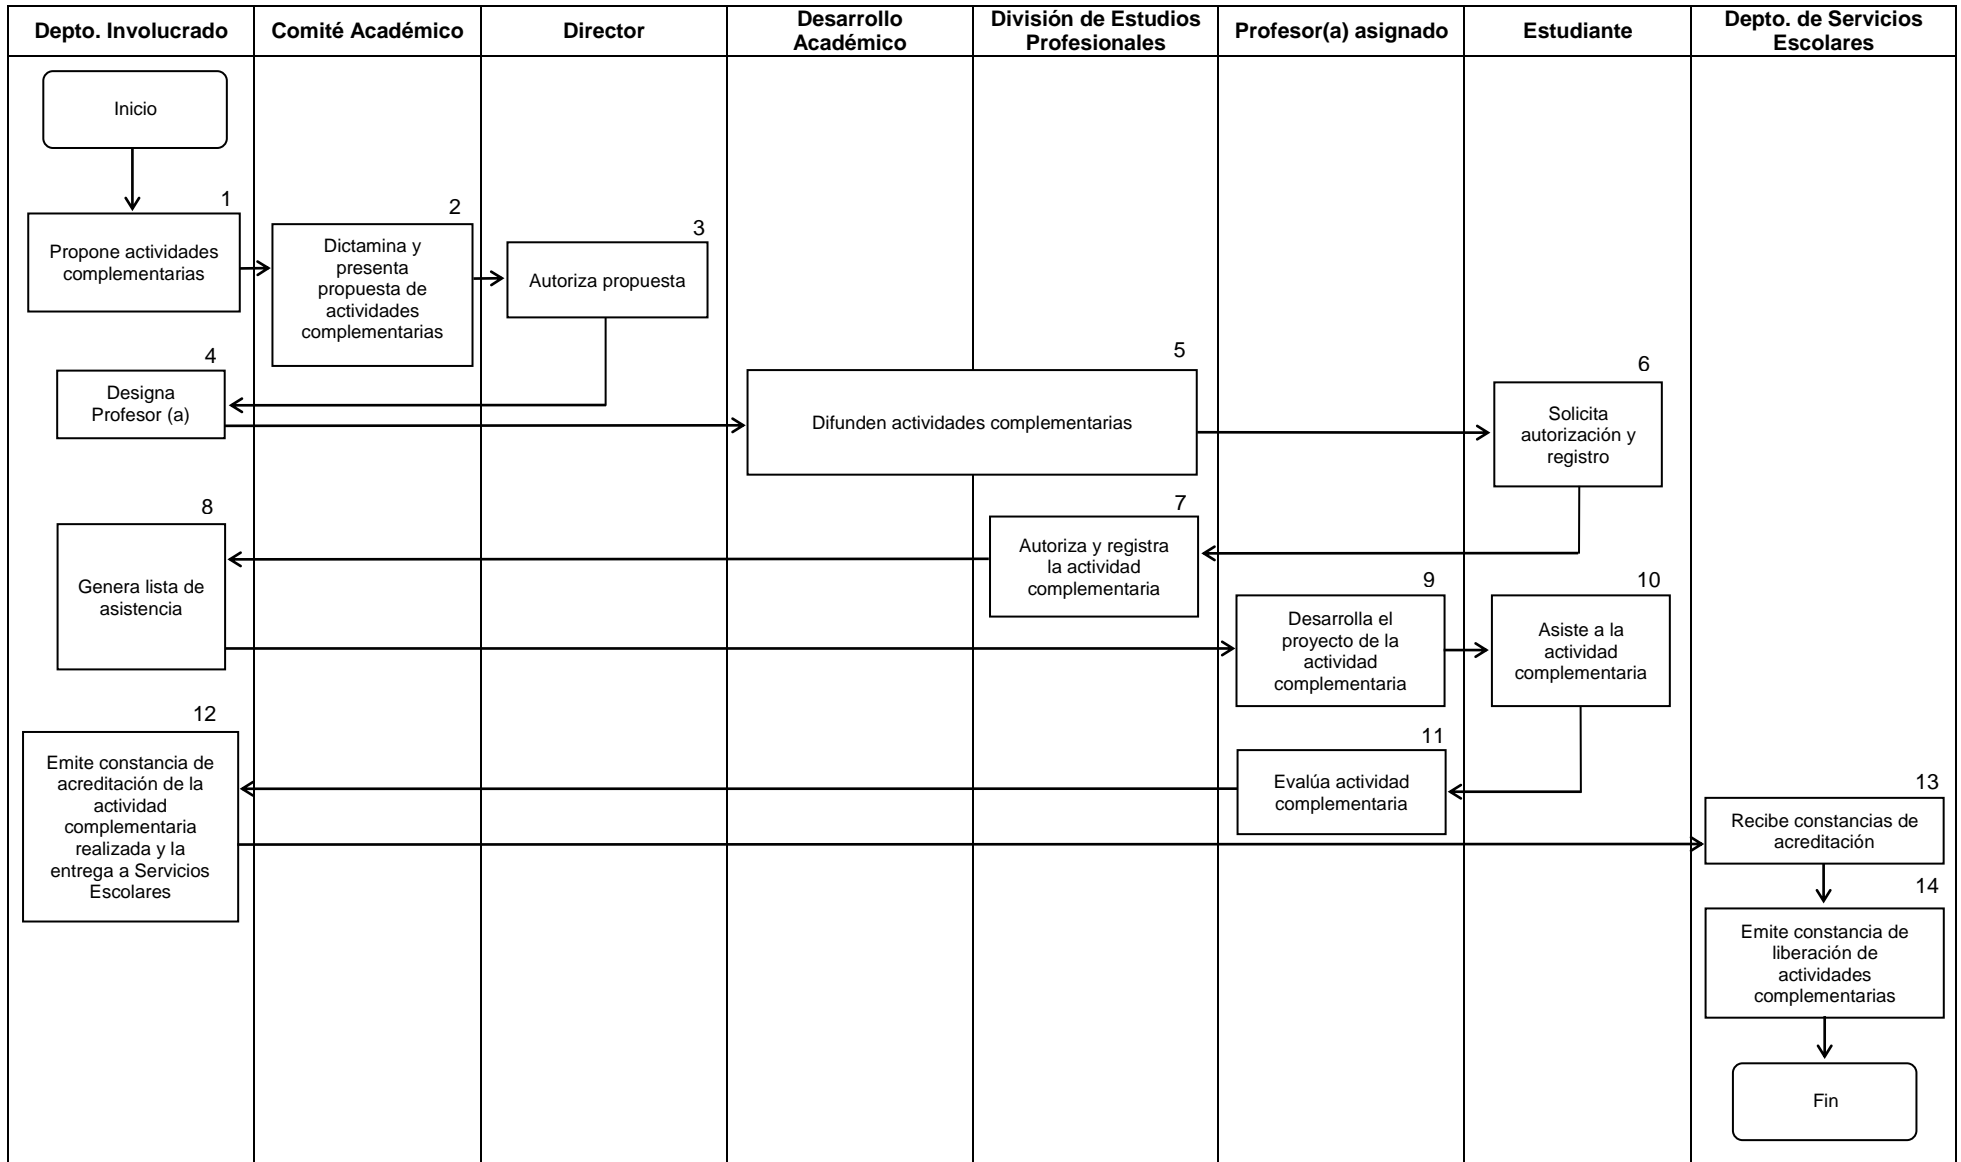 Depto. Involucrado
Comité Académico
Director
Desarrollo
Académico
División de Estudios
Profesionales
Profesor(a) asignado
Estudiante
Depto. de Servicios
Escolares
Inicio
1
Propone actividades
complementarias
2
Dictamina y
presenta
propuesta de
actividades
complementarias
3
Autoriza propuesta
4
Designa
Profesor (a)
5
Difunden actividades complementarias
6
Solicita
autorización y
registro
7
Autoriza y registra
la actividad
complementaria
8
Genera lista de
asistencia
9
Desarrolla el
proyecto de la
actividad
complementaria
10
Asiste a la
actividad
complementaria
11
Evalúa actividad
complementaria
12
Emite constancia de
acreditación de la
actividad
complementaria
realizada y la
entrega a Servicios
Escolares
13
Recibe constancias de
acreditación
14
Emite constancia de
liberación de
actividades
complementarias
Fin